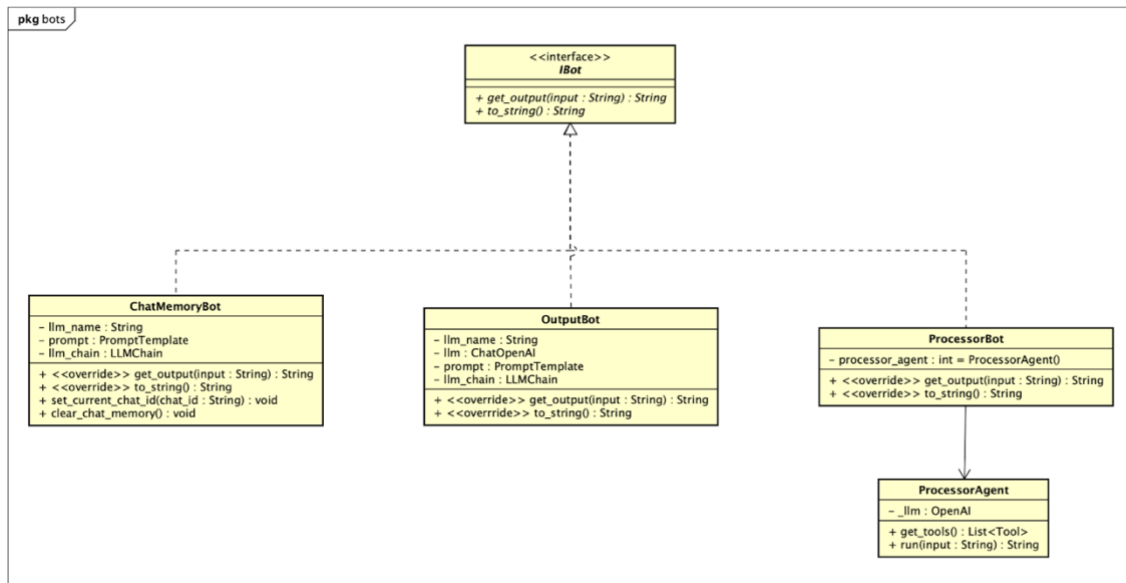 pkg bots
<<interface>>
IBot
+ get_output(input : String) : String
+ to_string() : String
ChatMemoryBot
- llm_name : String
- prompt : PromptTemplate
- llm_chain : LLMChain
+ <<override>> get_output(input : String) : String
+ <<override>> to_string() : String
+ set_current_chat_id(chat_id : String) : void
+ clear_chat_memory() : void
OutputBot
- llm_name : String
- llm : ChatOpenAI
- prompt : PromptTemplate
- llm_chain : LLMChain
+ <<override>> get_output(input : String) : String
+ <<overrride>> to_string() : String
ProcessorBot
- processor_agent : int = ProcessorAgent()
+ <<override>> get_output(input : String) : String
+ <<override>> to_string() : String
ProcessorAgent
- _llm : OpenAI
+ get_tools() : List<Tool>
+ run(input : String) : String